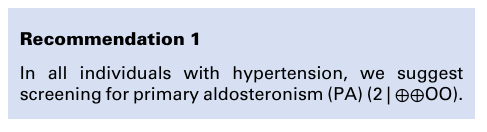 Recommendation 1
In all individuals with hypertension, we suggest
screening for primary aldosteronism (PA) (2 | ⊕⊕OO).